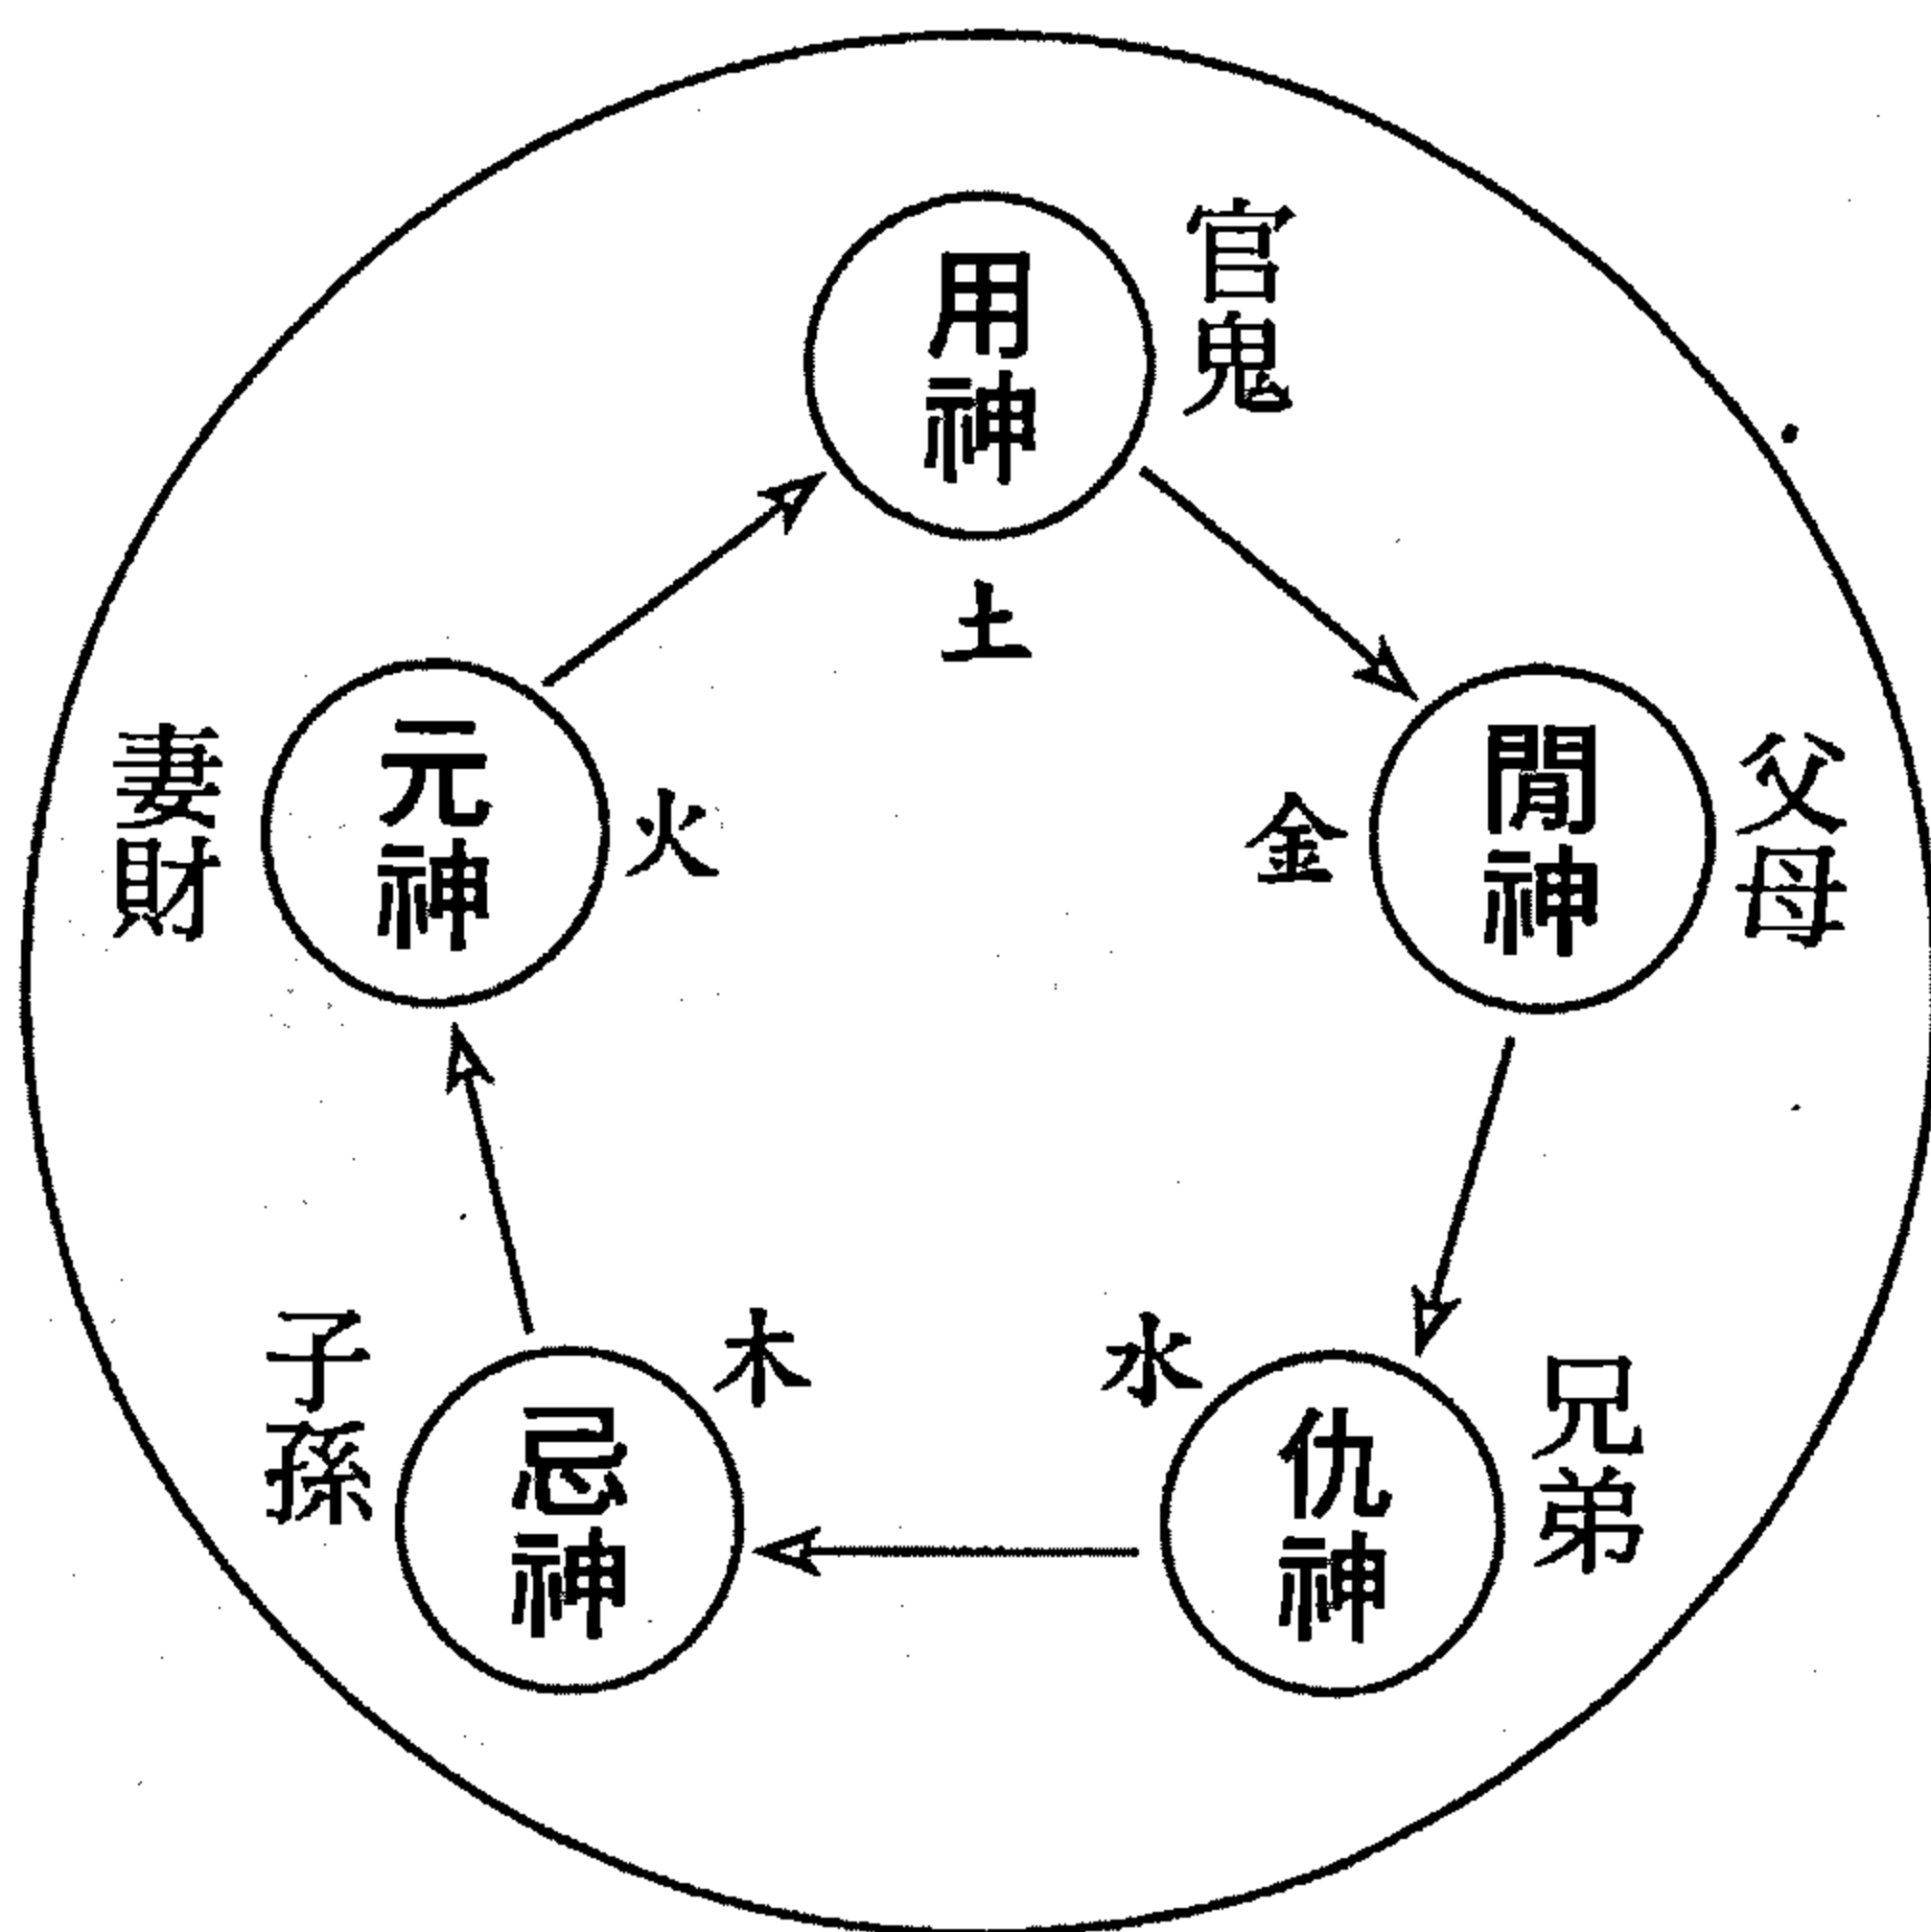 用神
官鬼
土
元神
妻財
火
閒神
父母
金
忌神
子孫
木
仇神
兄弟
水